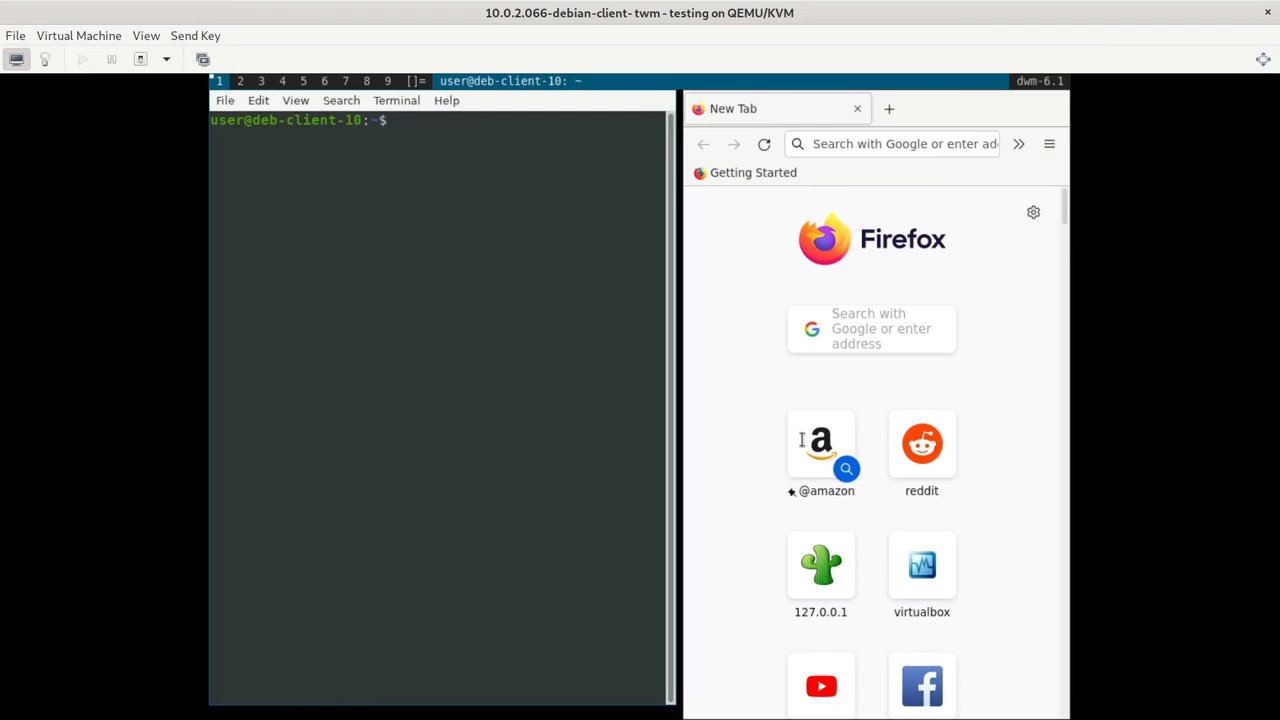 10.0.2.066-debian-client- twm - testing on QEMU/KVM
File Virtual Machine View Send Key
1 2 3 4 5 6 7 8 9 []= user@deb-client-10: ~ dwm-6.1
File Edit View Search Terminal Help
user@deb-client-10:~$
New Tab
Search with Google or enter ad
Getting Started
Firefox
Search with
Google or enter
address
@amazon reddit
127.0.0.1 virtualbox